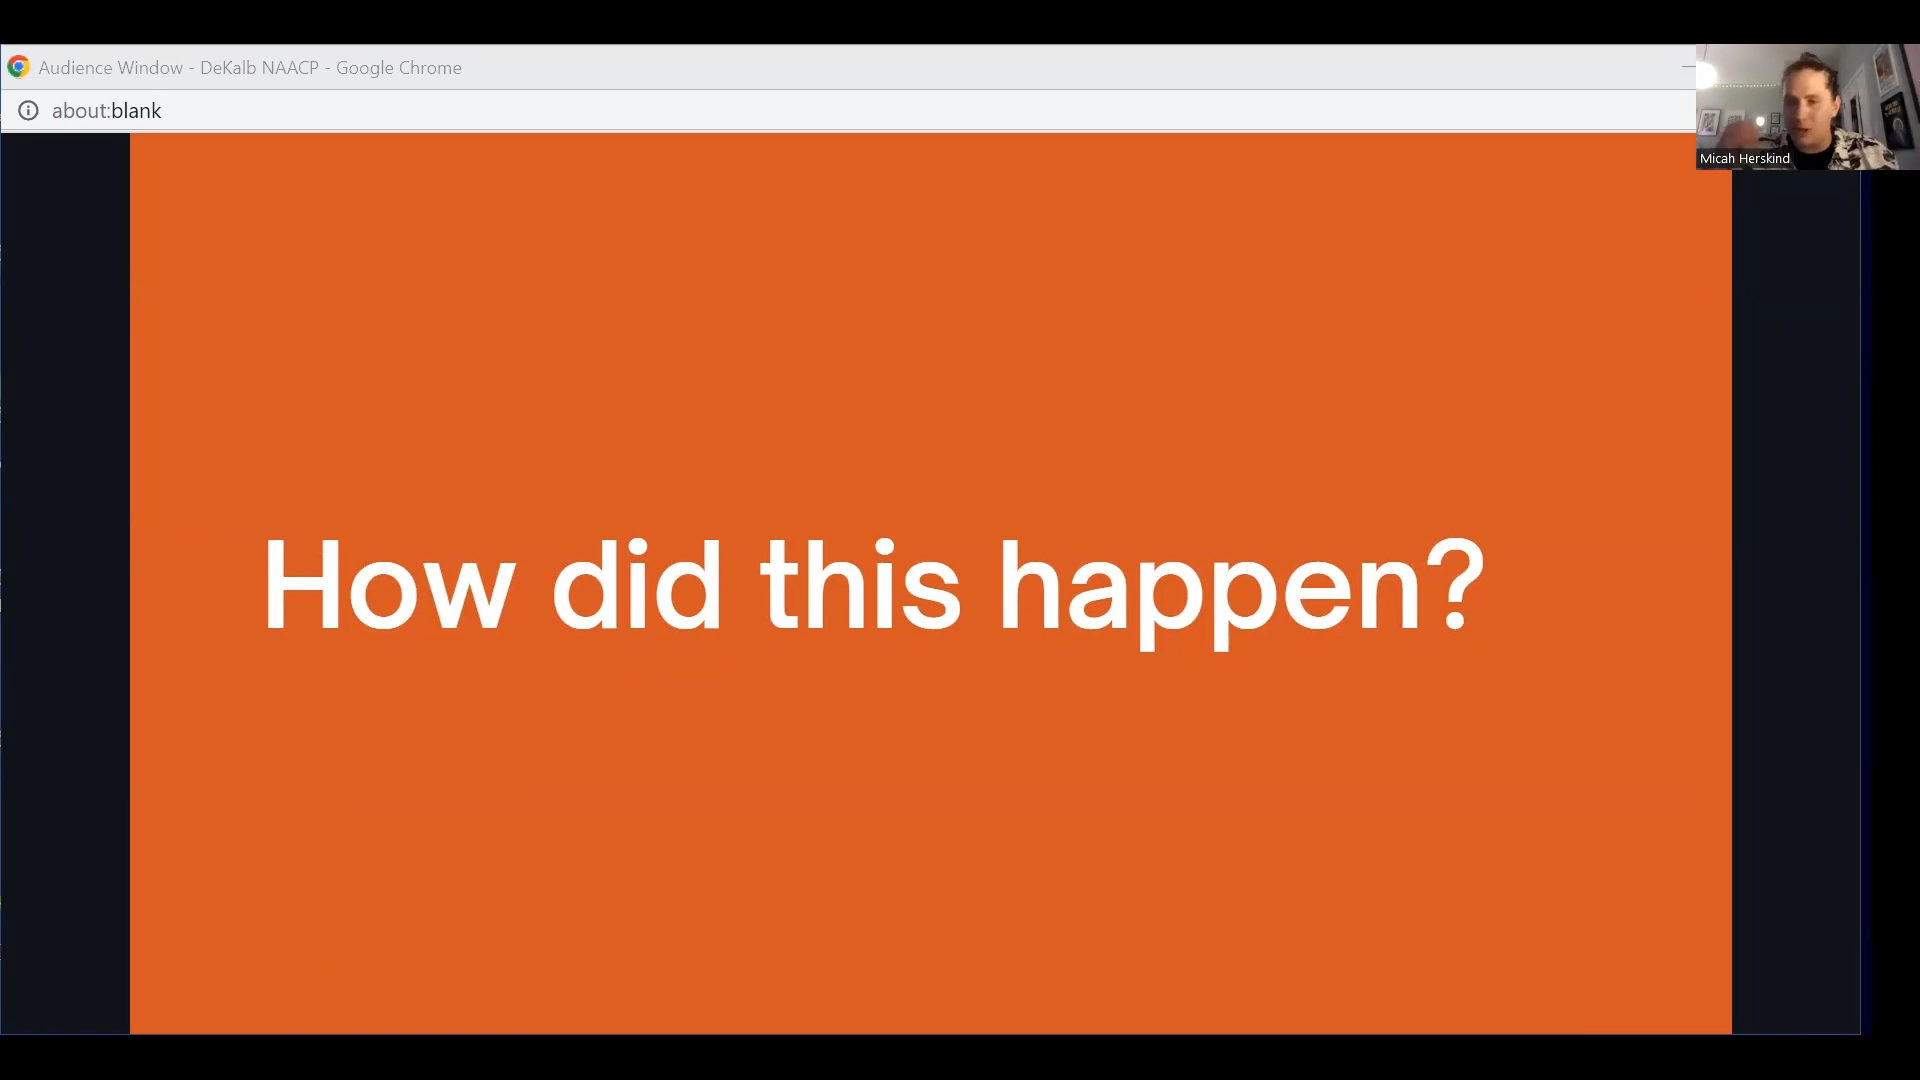 Audience Window - DeKalb NAACP - Google Chrome
about:blank
Micah Herskind
How did this happen?